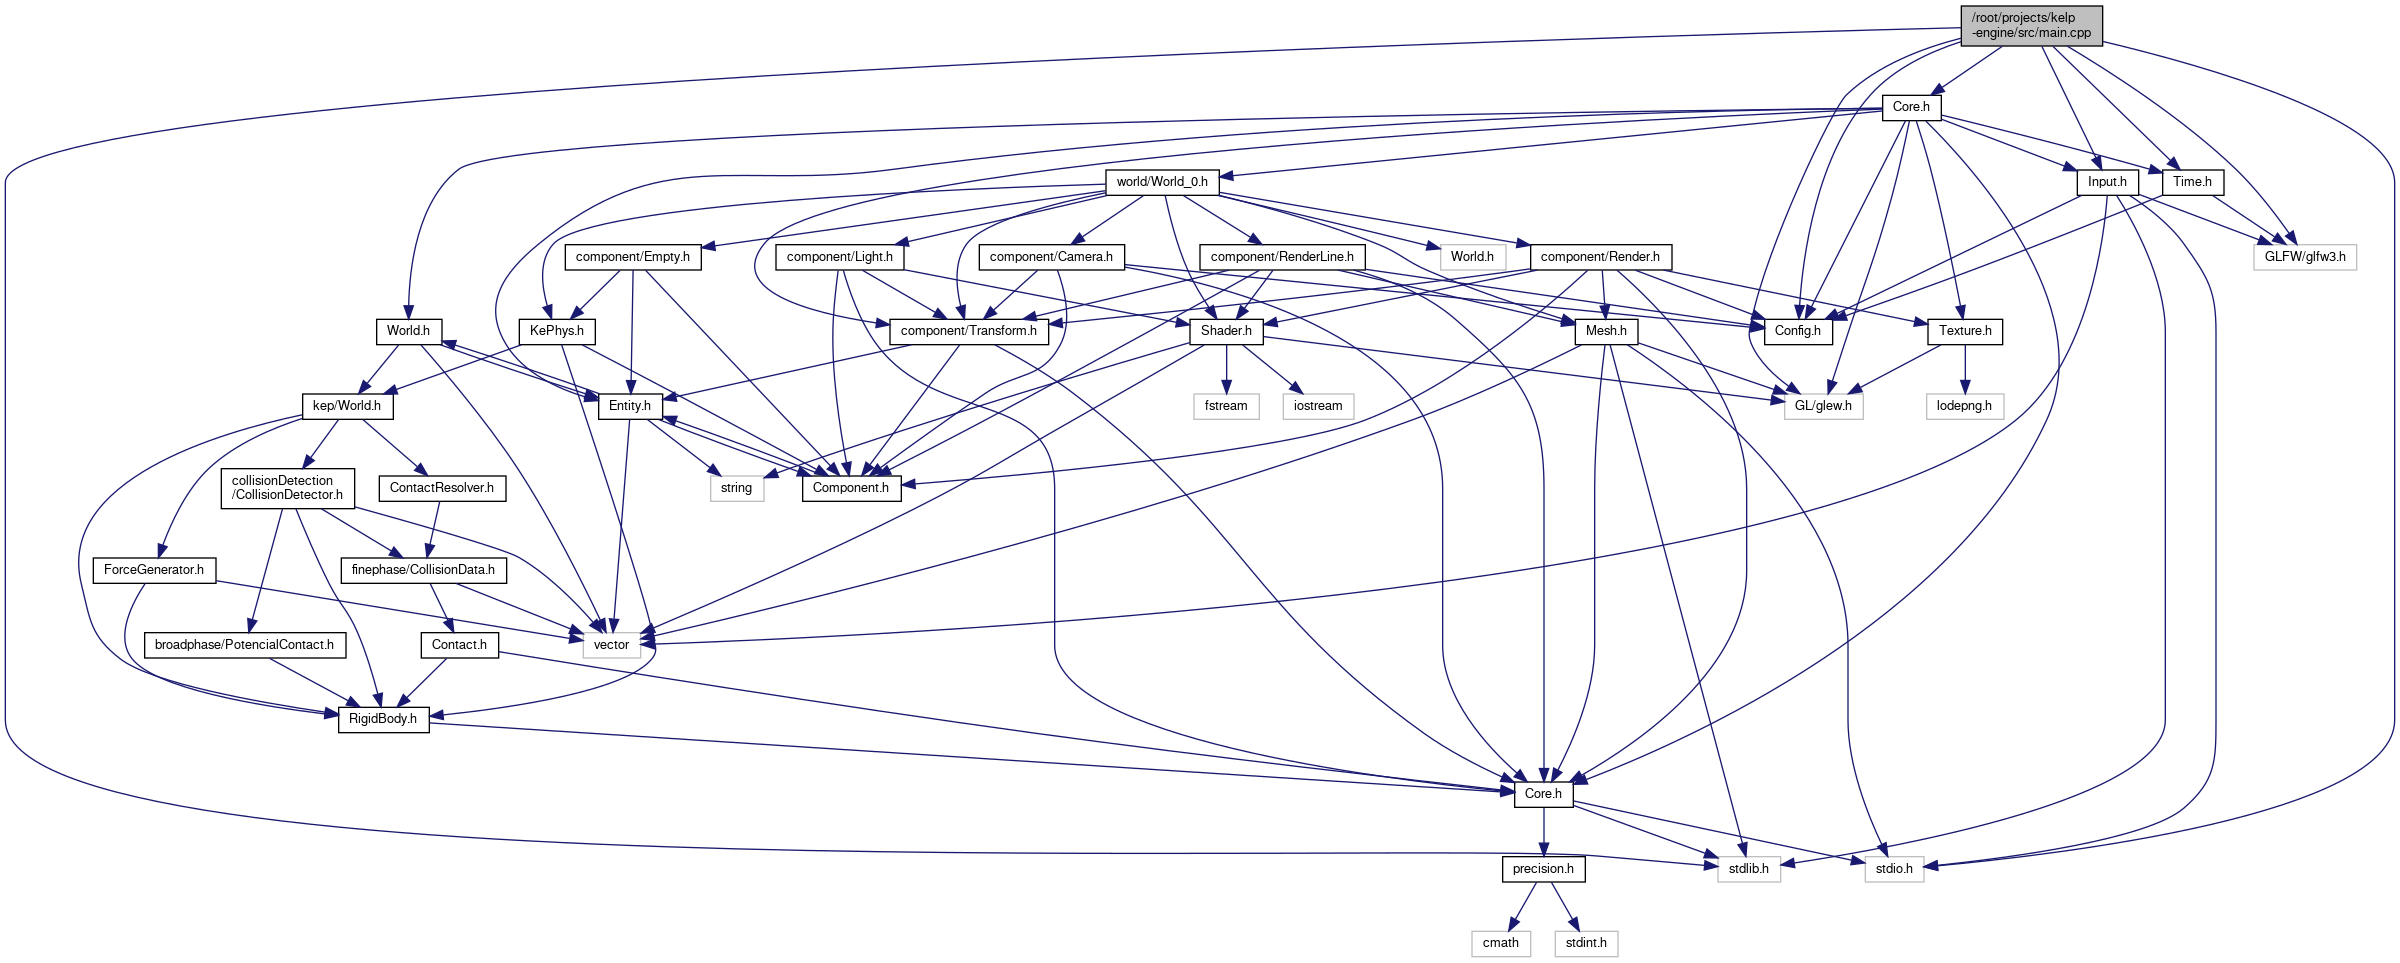 /root/projects/kelp
-engine/src/main.cpp
Core.h
world/World_0.h
Input.h
Time.h
component/Empty.h
component/Light.h
component/Camera.h
component/RenderLine.h
World.h
component/Render.h
GLFW/glfw3.h
World.h
KePhys.h
component/Transform.h
Shader.h
Mesh.h
Config.h
Texture.h
kep/World.h
Entity.h
fstream
iostream
GL/glew.h
lodepng.h
collisionDetection
/CollisionDetector.h
ContactResolver.h
string
Component.h
ForceGenerator.h
finephase/CollisionData.h
broadphase/PotencialContact.h
Contact.h
vector
RigidBody.h
Core.h
precision.h
stdlib.h
stdio.h
cmath
stdint.h